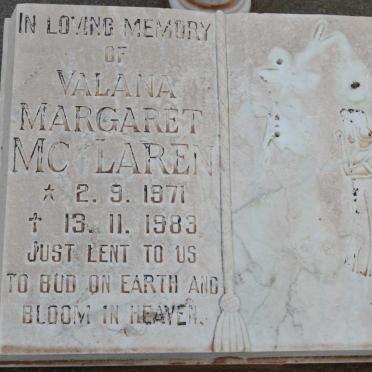 IN LOVING MEMORY
OF
VALANA
MARGARET
MC LAREN
* 2. 9. 1971
† 13. 11. 1983
JUST LENT TO US
TO BUD ON EARTH AND
BLOOM IN HEAVEN.